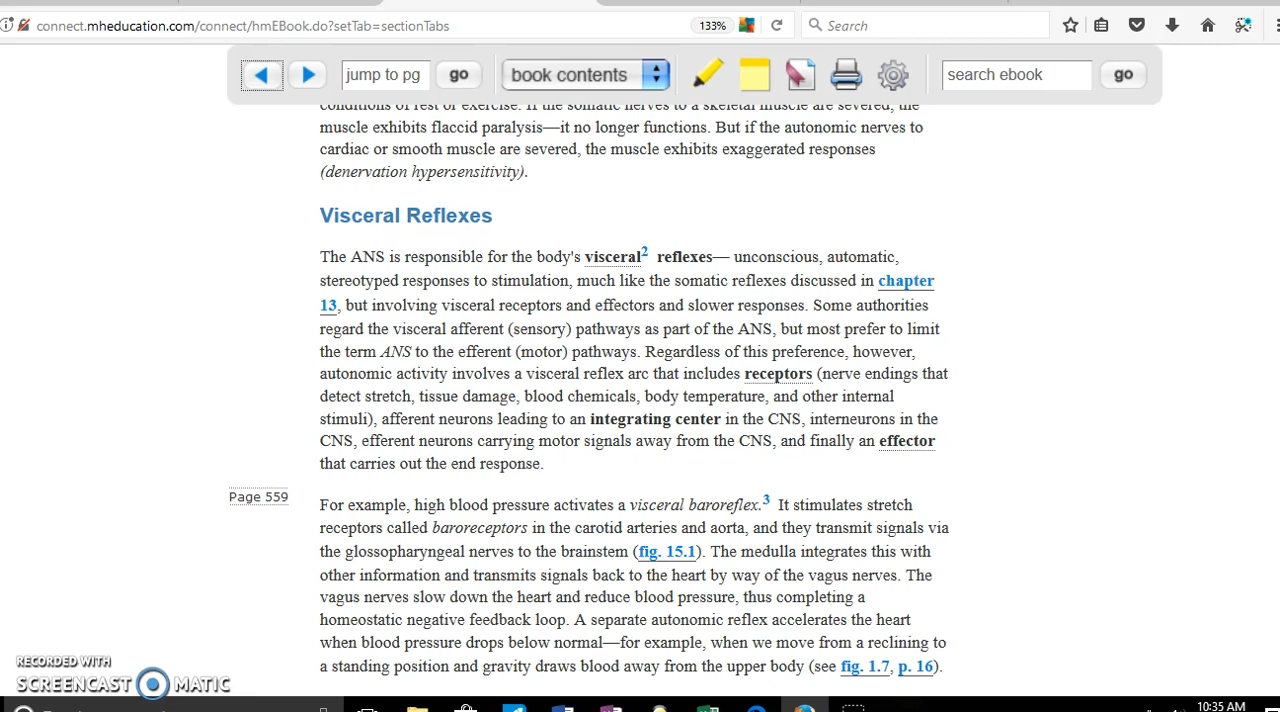 connect.mheducation.com/connect/hmEBook.do?setTab=sectionTabs
133%
Search
jump to pg
go
book contents
search ebook
go
conditions of rest or exercise. If the somatic nerves to a skeletal muscle are severed, the
muscle exhibits flaccid paralysis—it no longer functions. But if the autonomic nerves to
cardiac or smooth muscle are severed, the muscle exhibits exaggerated responses
(denervation hypersensitivity).
Visceral Reflexes
The ANS is responsible for the body's visceral2 reflexes— unconscious, automatic,
stereotyped responses to stimulation, much like the somatic reflexes discussed in chapter
13, but involving visceral receptors and effectors and slower responses. Some authorities
regard the visceral afferent (sensory) pathways as part of the ANS, but most prefer to limit
the term ANS to the efferent (motor) pathways. Regardless of this preference, however,
autonomic activity involves a visceral reflex arc that includes receptors (nerve endings that
detect stretch, tissue damage, blood chemicals, body temperature, and other internal
stimuli), afferent neurons leading to an integrating center in the CNS, interneurons in the
CNS, efferent neurons carrying motor signals away from the CNS, and finally an effector
that carries out the end response.
Page 559
For example, high blood pressure activates a visceral baroreflex.3 It stimulates stretch
receptors called baroreceptors in the carotid arteries and aorta, and they transmit signals via
the glossopharyngeal nerves to the brainstem (fig. 15.1). The medulla integrates this with
other information and transmits signals back to the heart by way of the vagus nerves. The
vagus nerves slow down the heart and reduce blood pressure, thus completing a
homeostatic negative feedback loop. A separate autonomic reflex accelerates the heart
when blood pressure drops below normal—for example, when we move from a reclining to
a standing position and gravity draws blood away from the upper body (see fig. 1.7, p. 16).
RECORDED WITH
SCREENCAST MATIC
10:35 AM